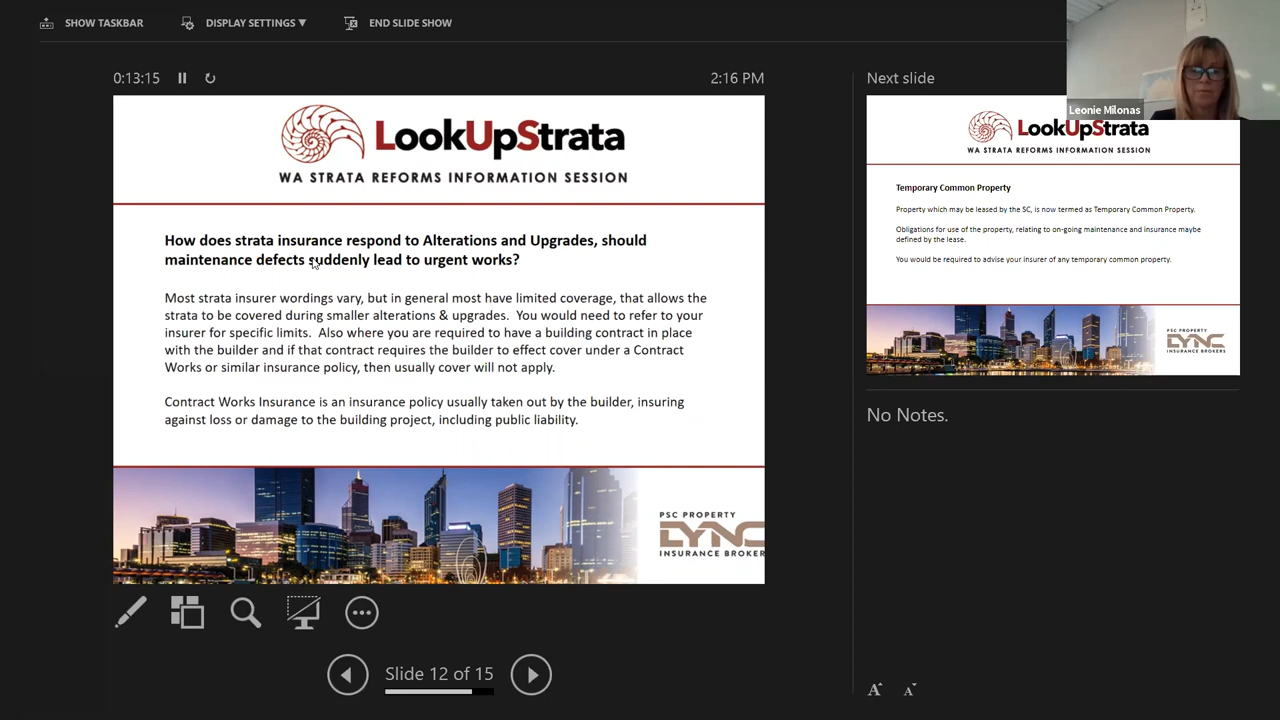 SHOW TASKBAR
DISPLAY SETTINGS ▼
END SLIDE SHOW
0:13:15
2:16 PM
LookUpStrata
WA STRATA REFORMS INFORMATION SESSION
How does strata insurance respond to Alterations and Upgrades, should
maintenance defects suddenly lead to urgent works?
Most strata insurer wordings vary, but in general most have limited coverage, that allows the
strata to be covered during smaller alterations & upgrades. You would need to refer to your
insurer for specific limits. Also where you are required to have a building contract in place
with the builder and if that contract requires the builder to effect cover under a Contract
Works or similar insurance policy, then usually cover will not apply.
Contract Works Insurance is an insurance policy usually taken out by the builder, insuring
against loss or damage to the building project, including public liability.
PSC PROPERTY
LYNC
INSURANCE BROKER
Slide 12 of 15
Next slide
Leonie Milonas
LookUpStrata
WA STRATA REFORMS INFORMATION SESSION
Temporary Common Property
Property which may be leased by the SC, is now termed as Temporary Common Property.
Obligations for use of the property, relating to on-going maintenance and insurance maybe
defined by the lease.
You would be required to advise your insurer of any temporary common property.
PSC PROPERTY
LYNC
INSURANCE BROKERS
No Notes.
A A